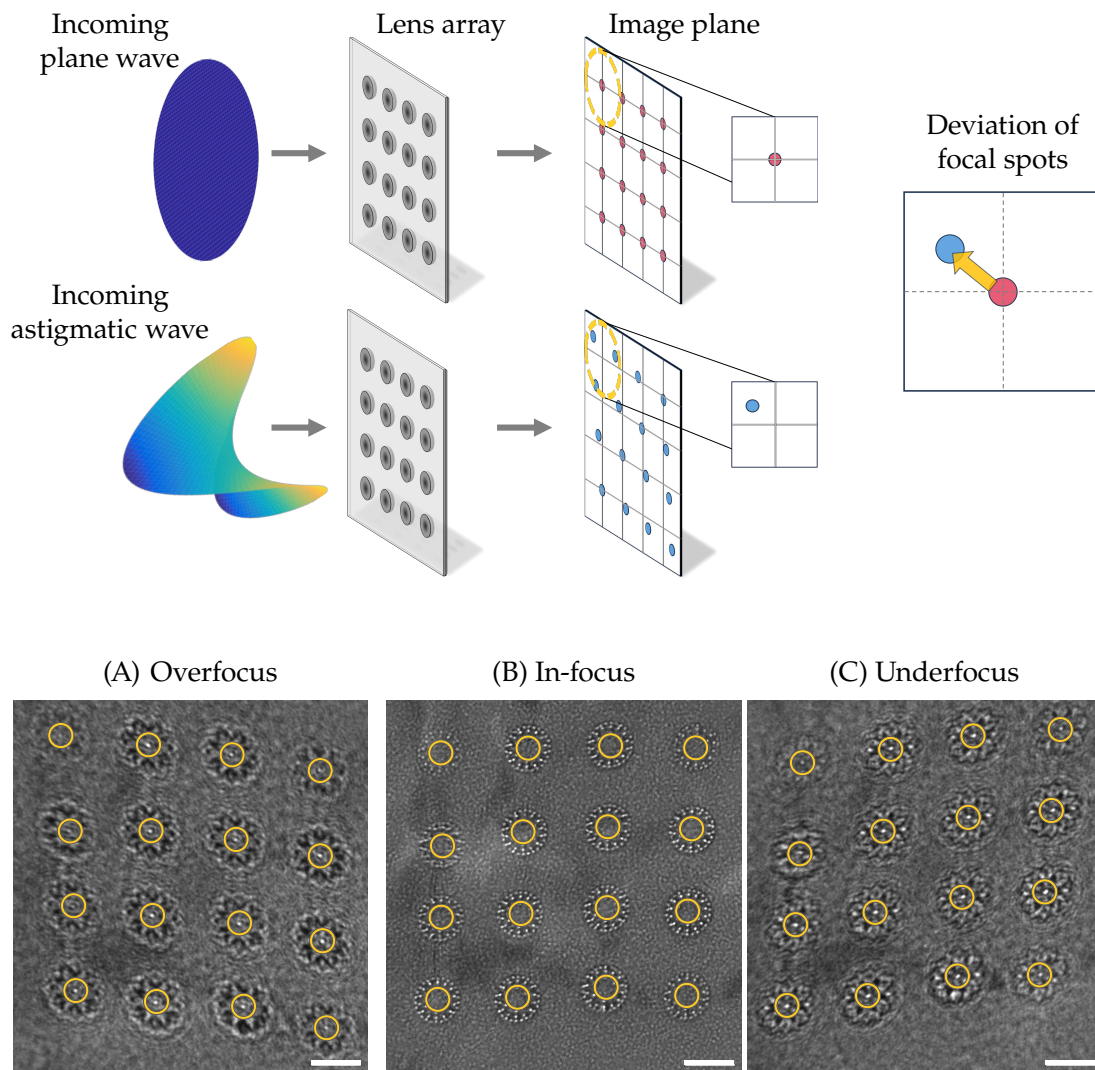 Incoming
plane wave
Lens array
Image plane
Deviation of
focal spots
Incoming
astigmatic wave
(A) Overfocus
(B) In-focus
(C) Underfocus